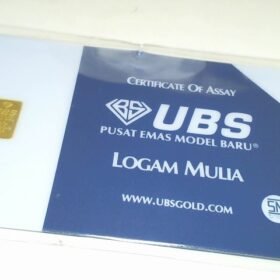 CERTIFICATE OF ASSAY
UBS
PUSAT EMAS MODEL BARU®
LOGAM MULIA
WWW.UBSGOLD.COM